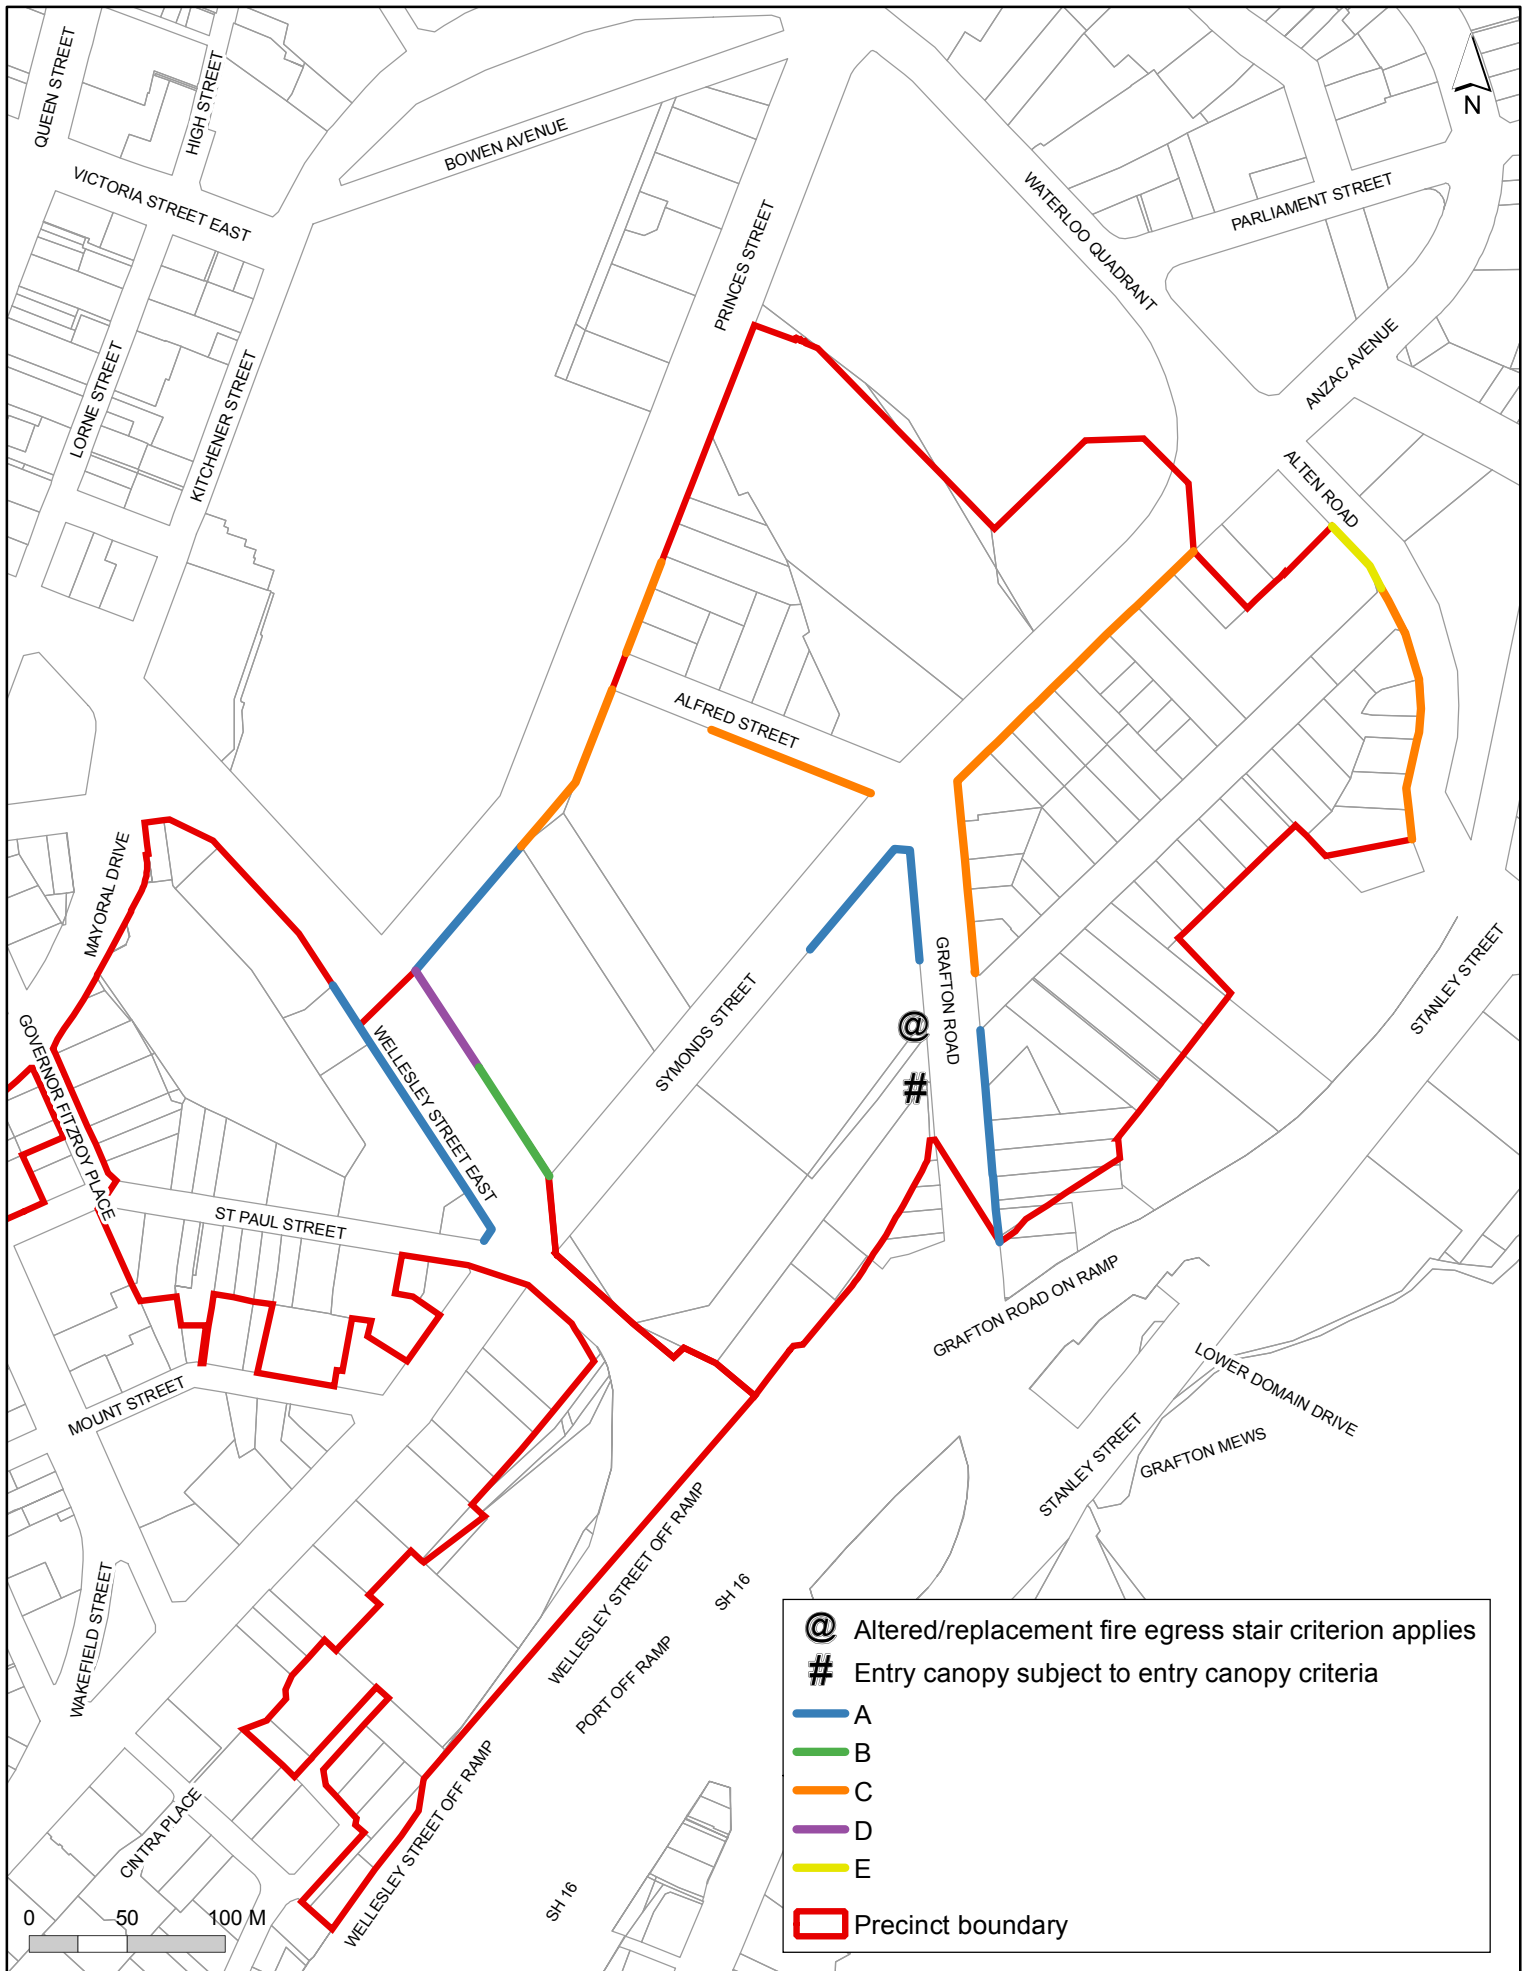 QUEEN STREET
HIGH STREET
BOWEN AVENUE
N
VICTORIA STREET EAST
PRINCES STREET
WATERLOO QUADRANT
PARLIAMENT STREET
LORNE STREET
KITCHENER STREET
ANZAC AVENUE
ALTEN ROAD
ALFRED STREET
MAYORAL DRIVE
GRAFTON ROAD
STANLEY STREET
GOVERNOR FITZROY PLACE
WELLESLEY STREET EAST
SYMONDS STREET
@
#
ST PAUL STREET
GRAFTON ROAD ON RAMP
LOWER DOMAIN DRIVE
MOUNT STREET
STANLEY STREET
GRAFTON MEWS
WAKEFIELD STREET
WELLESLEY STREET OFF RAMP
SH 16
PORT OFF RAMP
CINTRA PLACE
WELLESLEY STREET OFF RAMP
SH 16
@ Altered/replacement fire egress stair criterion applies
# Entry canopy subject to entry canopy criteria
A
B
C
D
E
Precinct boundary
0 50 100 M